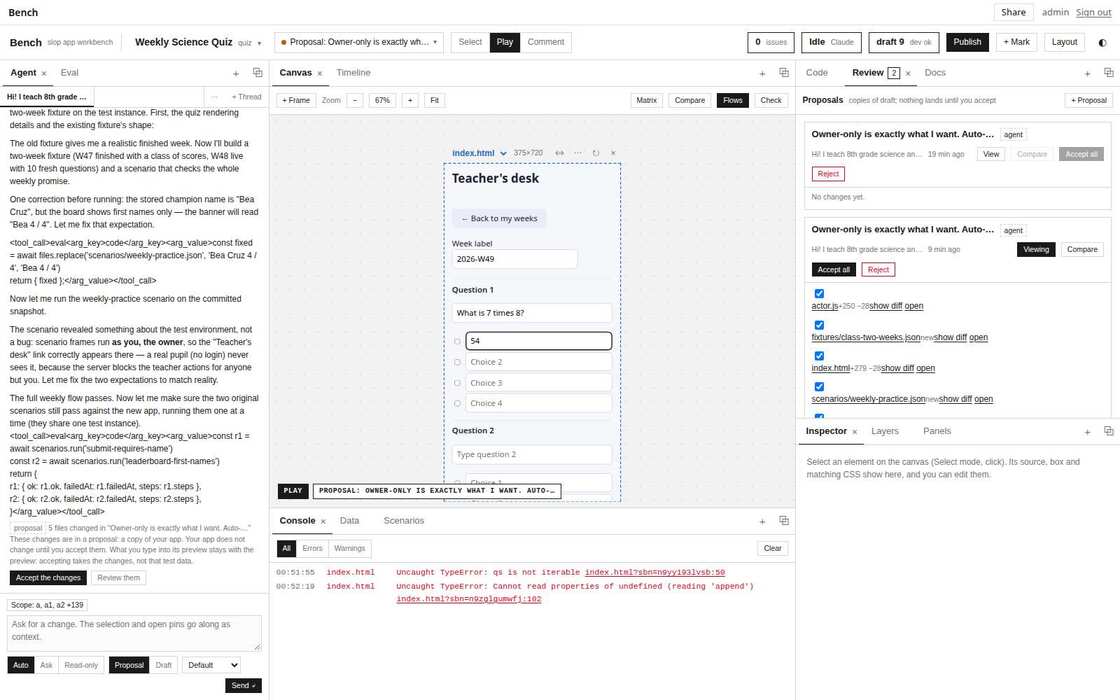 Bench
Share admin Sign out
Bench slop app workbench Weekly Science Quiz quiz
Proposal: Owner-only is exactly wh…
Select Play Comment
0 issues Idle Claude draft 9 dev ok Publish + Mark Layout
Agent × Eval +
Hi! I teach 8th grade … … + Thread
two-week fixture on the test instance. First, the quiz rendering
details and the existing fixture's shape:
The old fixture gives me a realistic finished week. Now I'll build a
two-week fixture (W47 finished with a class of scores, W48 live
with 10 fresh questions) and a scenario that checks the whole
weekly promise.
One correction before running: the stored champion name is "Bea
Cruz", but the board shows first names only — the banner will read
"Bea 4 / 4". Let me fix that expectation.
<tool_call>eval<arg_key>code</arg_key><arg_value>const fixed
= await files.replace('scenarios/weekly-practice.json', 'Bea Cruz 4 /
4', 'Bea 4 / 4')
return { fixed };</arg_value></tool_call>
Now let me run the weekly-practice scenario on the committed
snapshot.
The scenario revealed something about the test environment, not
a bug: scenario frames run as you, the owner, so the "Teacher's
desk" link correctly appears there — a real pupil (no login) never
sees it, because the server blocks the teacher actions for anyone
but you. Let me fix the two expectations to match reality.
The full weekly flow passes. Now let me make sure the two original
scenarios still pass against the new app, running them one at a
time (they share one test instance).
<tool_call>eval<arg_key>code</arg_key><arg_value>const r1 =
await scenarios.run('submit-requires-name')
const r2 = await scenarios.run('leaderboard-first-names')
return {
r1: { ok: r1.ok, failedAt: r1.failedAt, steps: r1.steps },
r2: { ok: r2.ok, failedAt: r2.failedAt, steps: r2.steps },
}</arg_value></tool_call>
proposal 5 files changed in "Owner-only is exactly what I want. Auto-…"
These changes are in a proposal: a copy of your app. Your app does not
change until you accept them. What you type into its preview stays with the
preview: accepting takes the changes, not that test data.
Accept the changes Review them
Scope: a, a1, a2 +139
Ask for a change. The selection and open pins go along as
context.
Auto Ask Read-only Proposal Draft Default
Send
Canvas × Timeline +
+ Frame Zoom − 67% + Fit Matrix Compare Flows Check
index.html 375×720
Teacher's desk
← Back to my weeks
Week label
2026-W49
Question 1
What is 7 times 8?
54
Choice 2
Choice 3
Choice 4
Question 2
Type question 2
Choice 1
PLAY PROPOSAL: OWNER-ONLY IS EXACTLY WHAT I WANT. AUTO-…
Console × Data Scenarios +
All Errors Warnings Clear
00:51:55 index.html Uncaught TypeError: qs is not iterable index.html?sbn=n9yyi93lvsb:50
00:52:19 index.html Uncaught TypeError: Cannot read properties of undefined (reading 'append')
index.html?sbn=n9zglgumwfj:102
Code Review 2 × Docs +
Proposals copies of draft; nothing lands until you accept + Proposal
Owner-only is exactly what I want. Auto-… agent
Hi! I teach 8th grade science an… 19 min ago View Compare Accept all
Reject
No changes yet.
Owner-only is exactly what I want. Auto-… agent
Hi! I teach 8th grade science an… 9 min ago Viewing Compare
Accept all Reject
actor.js+250 −28show diff open
fixtures/class-two-weeks.jsonnewshow diff open
index.html+279 −28show diff open
scenarios/weekly-practice.jsonnewshow diff open
Inspector × Layers Panels +
Select an element on the canvas (Select mode, click). Its source, box and
matching CSS show here, and you can edit them.